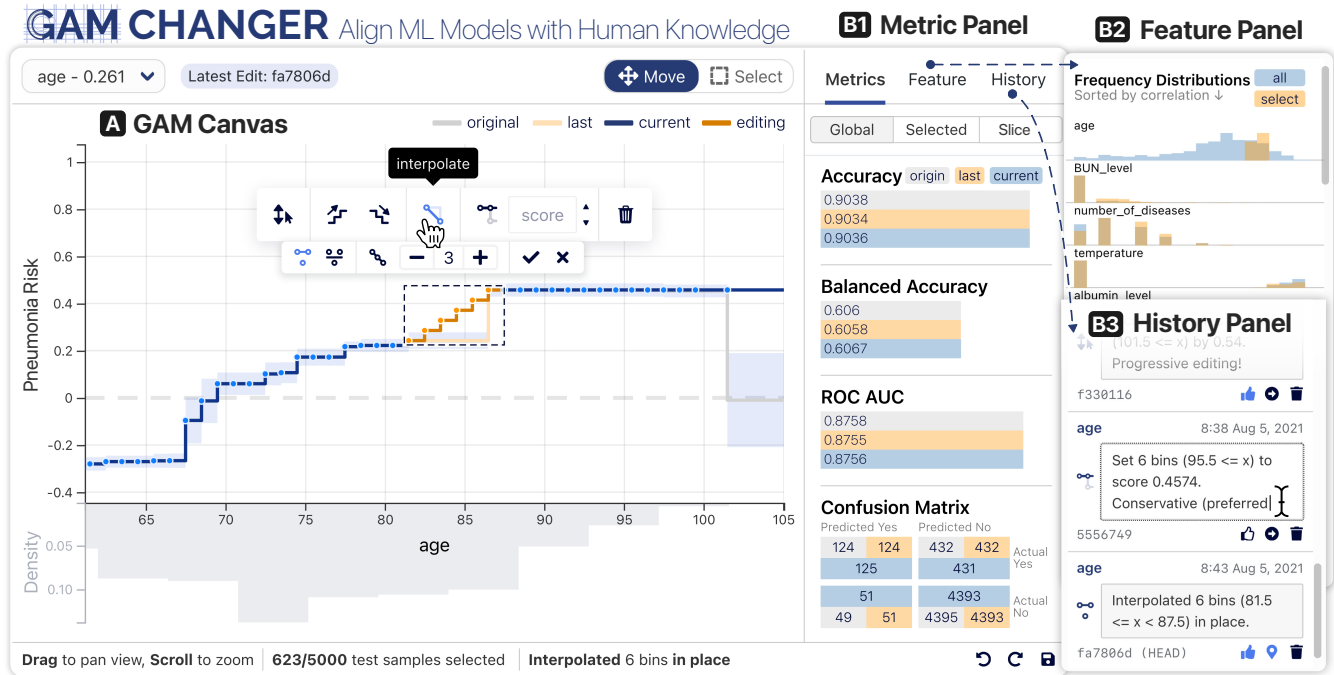 GAM CHANGER Align ML Models with Human Knowledge
age - 0.261
Latest Edit: fa7806d
Move
Select
A GAM Canvas
original
last
current
editing
interpolate
score
3
Pneumonia Risk
1
0.8
0.6
0.4
0.2
0
-0.2
-0.4
65
70
75
80
85
90
95
100
105
age
Density
0.05
0.10
Drag to pan view, Scroll to zoom
623/5000 test samples selected
Interpolated 6 bins in place
B1 Metric Panel
Metrics
Feature
History
Global
Selected
Slice
Accuracy
origin
last
current
0.9038
0.9034
0.9036
Balanced Accuracy
0.606
0.6058
0.6067
ROC AUC
0.8758
0.8755
0.8756
Confusion Matrix
Predicted Yes
Predicted No
124
124
432
432
Actual
Yes
125
431
51
4393
Actual
No
49
51
4395
4393
B2 Feature Panel
Frequency Distributions
all
Sorted by correlation ↓
select
age
BUN_level
number_of_diseases
temperature
albumin_level
B3 History Panel
(101.5 <= x) by 0.54.
Progressive editing!
f330116
age
8:38 Aug 5, 2021
Set 6 bins (95.5 <= x) to
score 0.4574.
Conservative (preferred
5556749
age
8:43 Aug 5, 2021
Interpolated 6 bins (81.5
<= x < 87.5) in place.
fa7806d (HEAD)